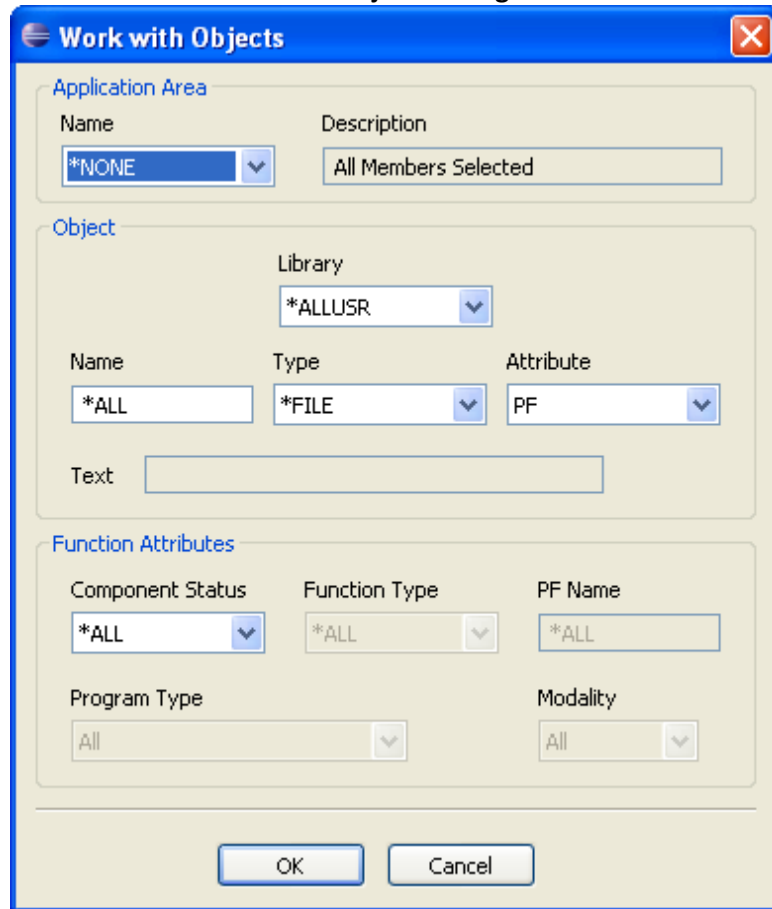 Work with Objects
Application Area
Name Description
*NONE All Members Selected
Object
Library
*ALLUSR
Name Type Attribute
*ALL *FILE PF
Text
Function Attributes
Component Status Function Type PF Name
*ALL *ALL *ALL
Program Type Modality
All All
OK Cancel